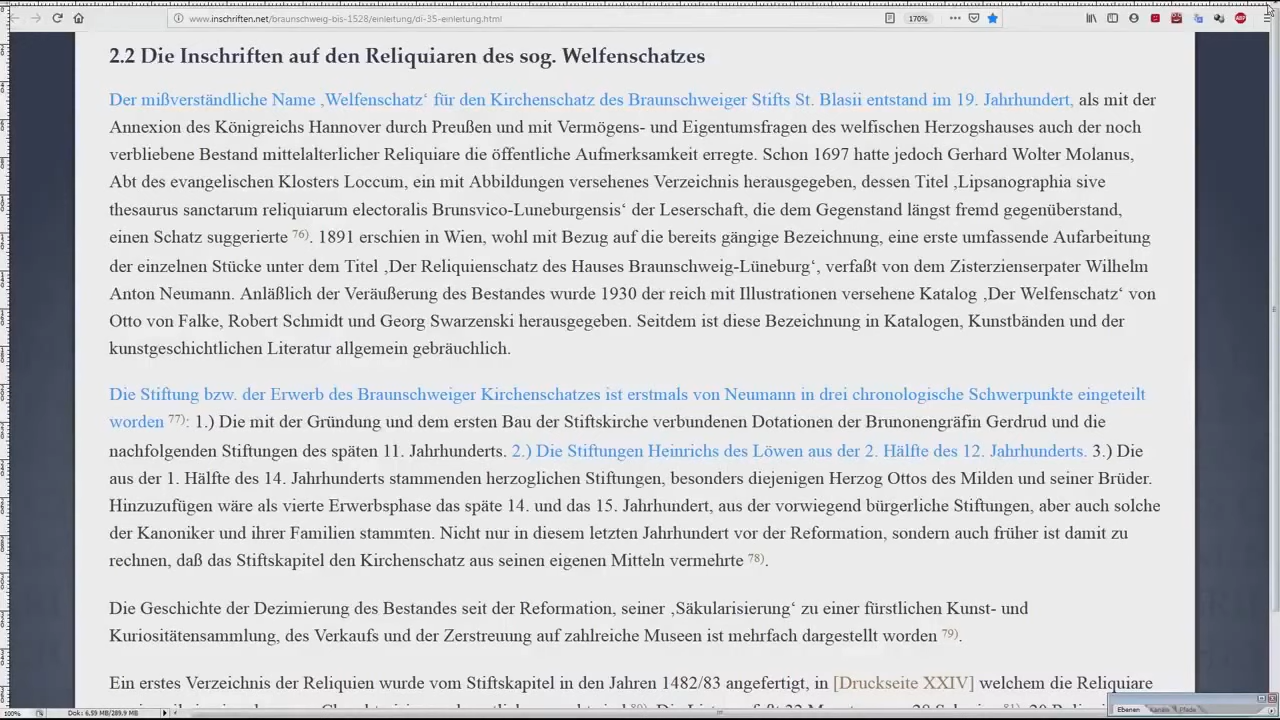 www.inschriften.net/braunschweig-bis-1528/einleitung/di-35-einleitung.html
170%
2.2 Die Inschriften auf den Reliquiaren des sog. Welfenschatzes
Der mißverständliche Name ‚Welfenschatz‘ für den Kirchenschatz des Braunschweiger Stifts St. Blasii entstand im 19. Jahrhundert, als mit der
Annexion des Königreichs Hannover durch Preußen und mit Vermögens- und Eigentumsfragen des welfischen Herzogshauses auch der noch
verbliebene Bestand mittelalterlicher Reliquiare die öffentliche Aufmerksamkeit erregte. Schon 1697 hatte jedoch Gerhard Wolter Molanus,
Abt des evangelischen Klosters Loccum, ein mit Abbildungen versehenes Verzeichnis herausgegeben, dessen Titel ‚Lipsanographia sive
thesaurus sanctarum reliquiarum electoralis Brunsvico-Luneburgensis‘ der Leserschaft, die dem Gegenstand längst fremd gegenüberstand,
einen Schatz suggerierte 76). 1891 erschien in Wien, wohl mit Bezug auf die bereits gängige Bezeichnung, eine erste umfassende Aufarbeitung
der einzelnen Stücke unter dem Titel ‚Der Reliquienschatz des Hauses Braunschweig-Lüneburg‘, verfaßt von dem Zisterzienserpater Wilhelm
Anton Neumann. Anläßlich der Veräußerung des Bestandes wurde 1930 der reich mit Illustrationen versehene Katalog ‚Der Welfenschatz‘ von
Otto von Falke, Robert Schmidt und Georg Swarzenski herausgegeben. Seitdem ist diese Bezeichnung in Katalogen, Kunstbänden und der
kunstgeschichtlichen Literatur allgemein gebräuchlich.
Die Stiftung bzw. der Erwerb des Braunschweiger Kirchenschatzes ist erstmals von Neumann in drei chronologische Schwerpunkte eingeteilt
worden 77): 1.) Die mit der Gründung und dem ersten Bau der Stiftskirche verbundenen Dotationen der Brunonengräfin Gerdrud und die
nachfolgenden Stiftungen des späten 11. Jahrhunderts. 2.) Die Stiftungen Heinrichs des Löwen aus der 2. Hälfte des 12. Jahrhunderts. 3.) Die
aus der 1. Hälfte des 14. Jahrhunderts stammenden herzoglichen Stiftungen, besonders diejenigen Herzog Ottos des Milden und seiner Brüder.
Hinzuzufügen wäre als vierte Erwerbsphase das späte 14. und das 15. Jahrhundert, aus der vorwiegend bürgerliche Stiftungen, aber auch solche
der Kanoniker und ihrer Familien stammten. Nicht nur in diesem letzten Jahrhundert vor der Reformation, sondern auch früher ist damit zu
rechnen, daß das Stiftskapitel den Kirchenschatz aus seinen eigenen Mitteln vermehrte 78).
Die Geschichte der Dezimierung des Bestandes seit der Reformation, seiner ‚Säkularisierung‘ zu einer fürstlichen Kunst- und
Kuriositätensammlung, des Verkaufs und der Zerstreuung auf zahlreiche Museen ist mehrfach dargestellt worden 79).
Ein erstes Verzeichnis der Reliquien wurde vom Stiftskapitel in den Jahren 1482/83 angefertigt, in [Druckseite XXIV] welchem die Reliquiare
100% Dok: 6,59 MB/289,9 MB
Ebenen Kanäle Pfade